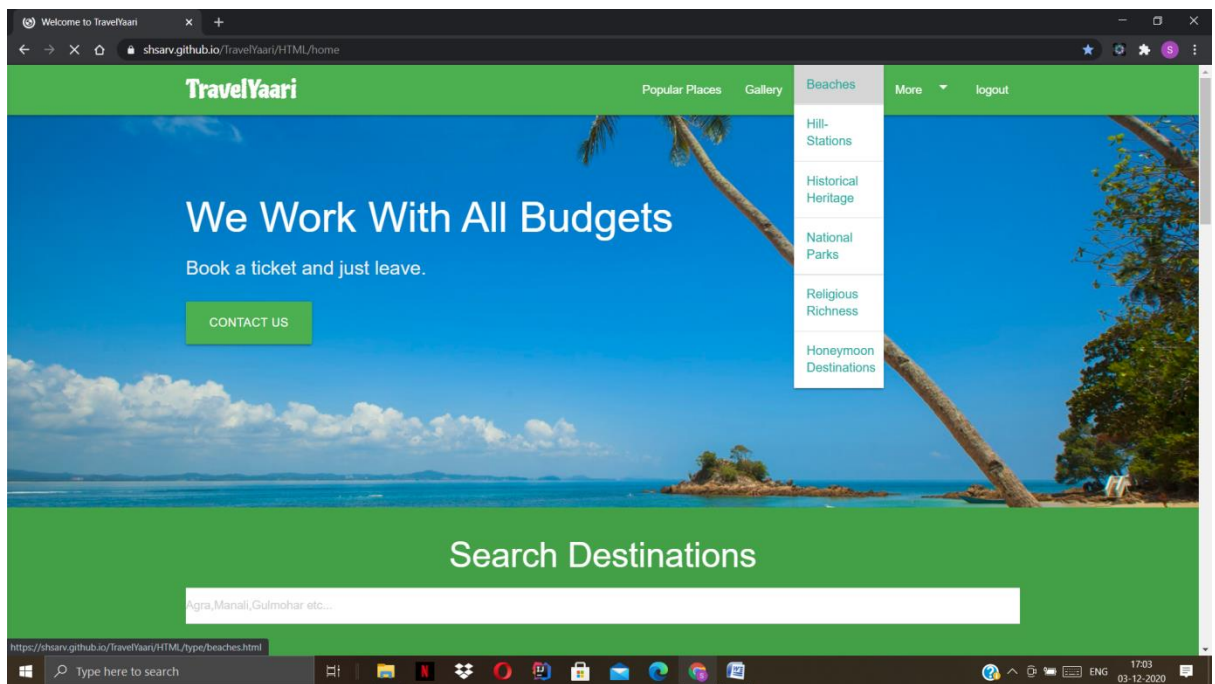 Welcome to TravelYaari
shsarv.github.io/TravelYaari/HTML/home
S
TravelYaari
Popular Places
Gallery
Beaches
More
logout
Hill-
Stations
Historical
Heritage
National
Parks
Religious
Richness
Honeymoon
Destinations
We Work With All Budgets
Book a ticket and just leave.
CONTACT US
Search Destinations
Agra,Manali,Gulmohar etc...
https://shsarv.github.io/TravelYaari/HTML/type/beaches.html
Type here to search
ENG
17:03
03-12-2020